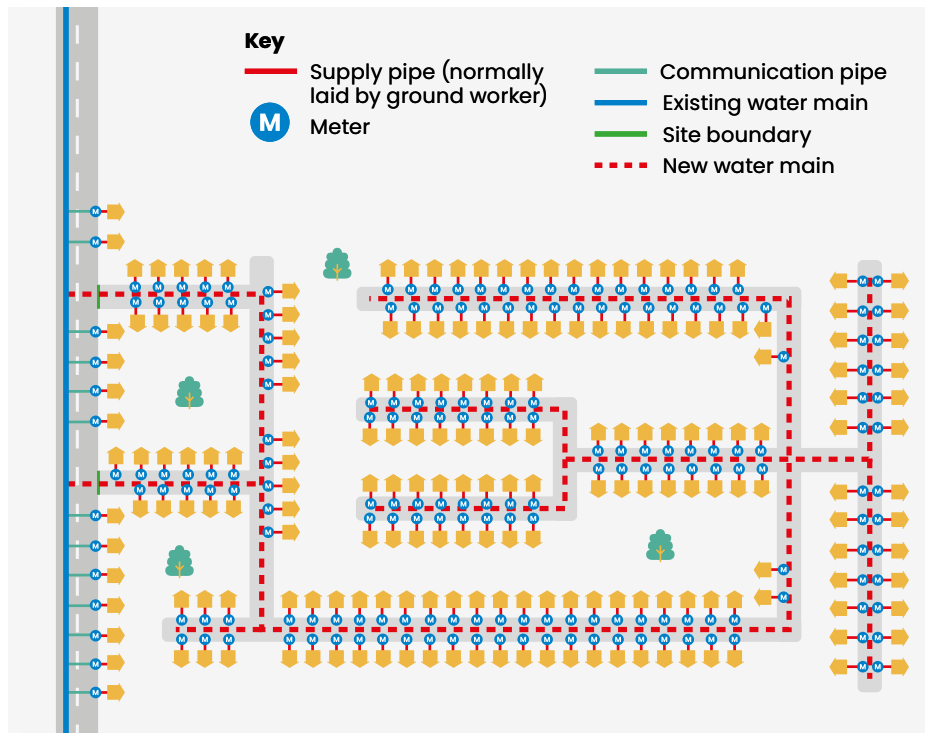 Key
Supply pipe (normally
laid by ground worker)
M Meter
Communication pipe
Existing water main
Site boundary
New water main